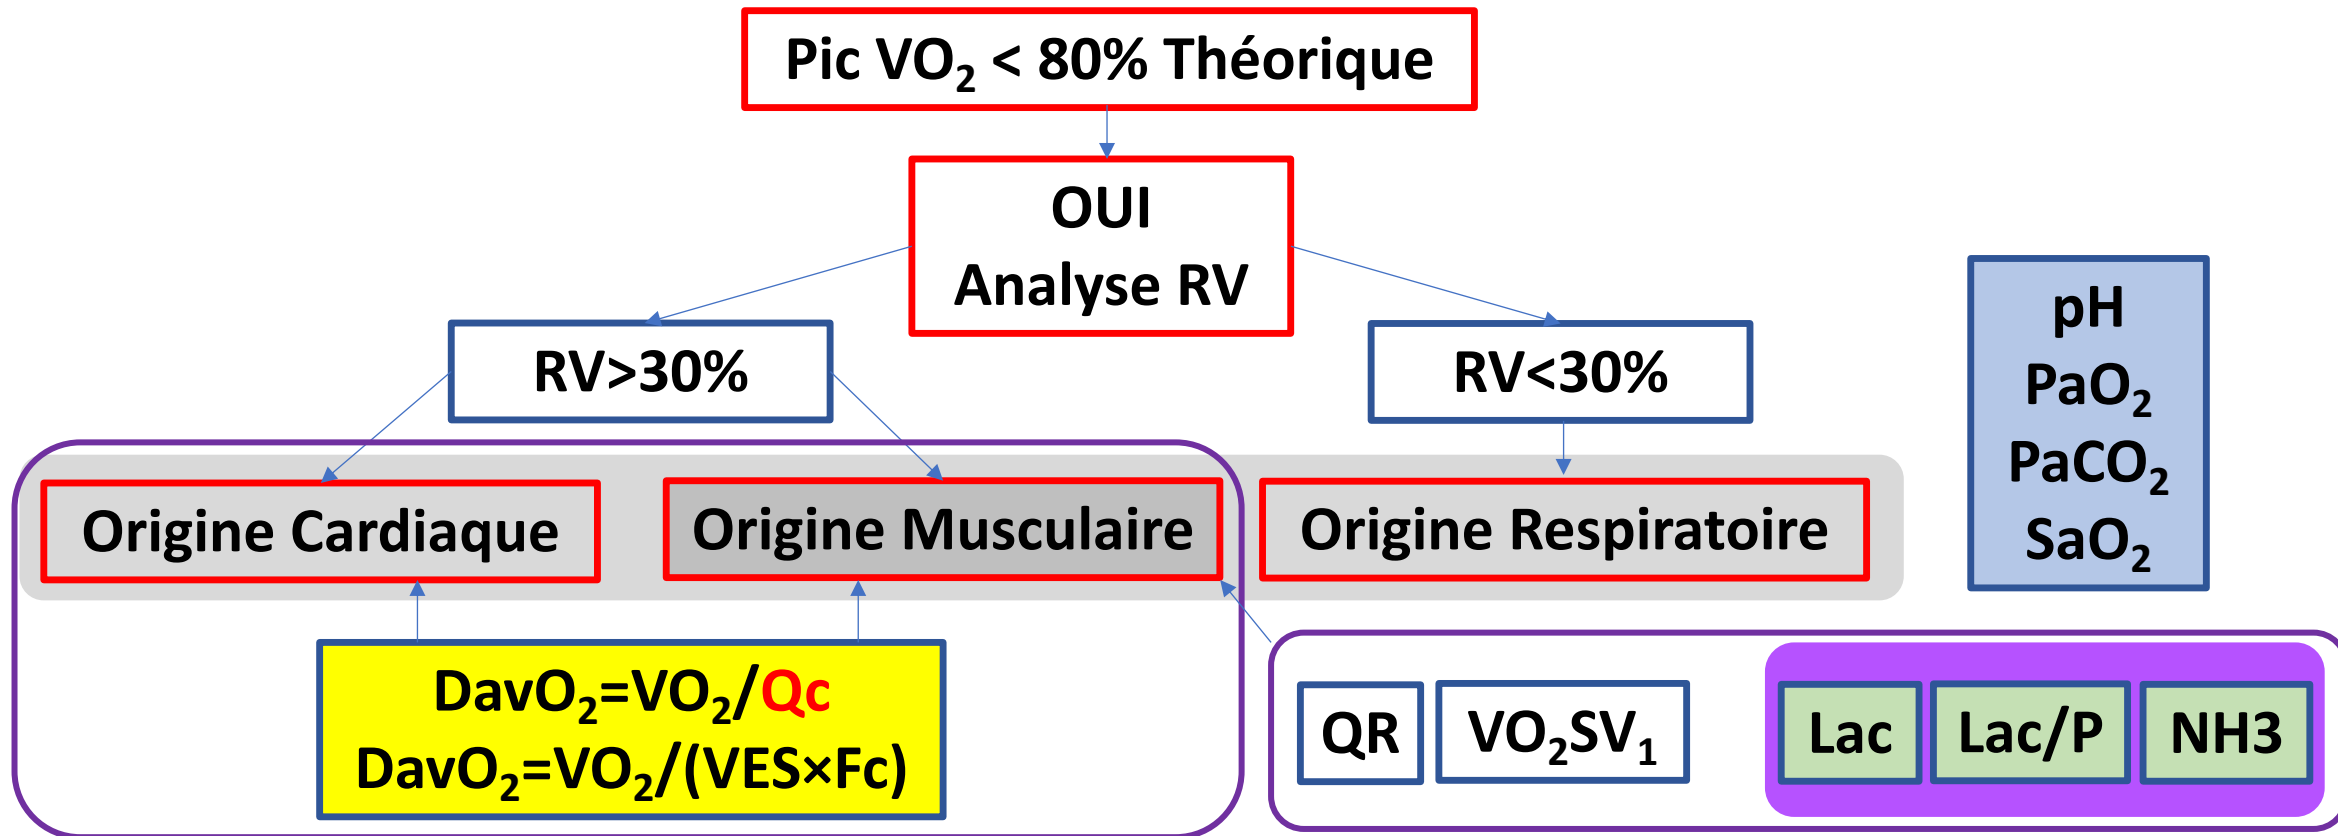 Pic VO₂ < 80% Théorique
OUI
Analyse RV
RV>30%
RV<30%
pH
PaO₂
PaCO₂
SaO₂
Origine Cardiaque
Origine Musculaire
Origine Respiratoire
DavO₂=VO₂/Qc
DavO₂=VO₂/(VES×Fc)
QR
VO₂SV₁
Lac
Lac/P
NH3